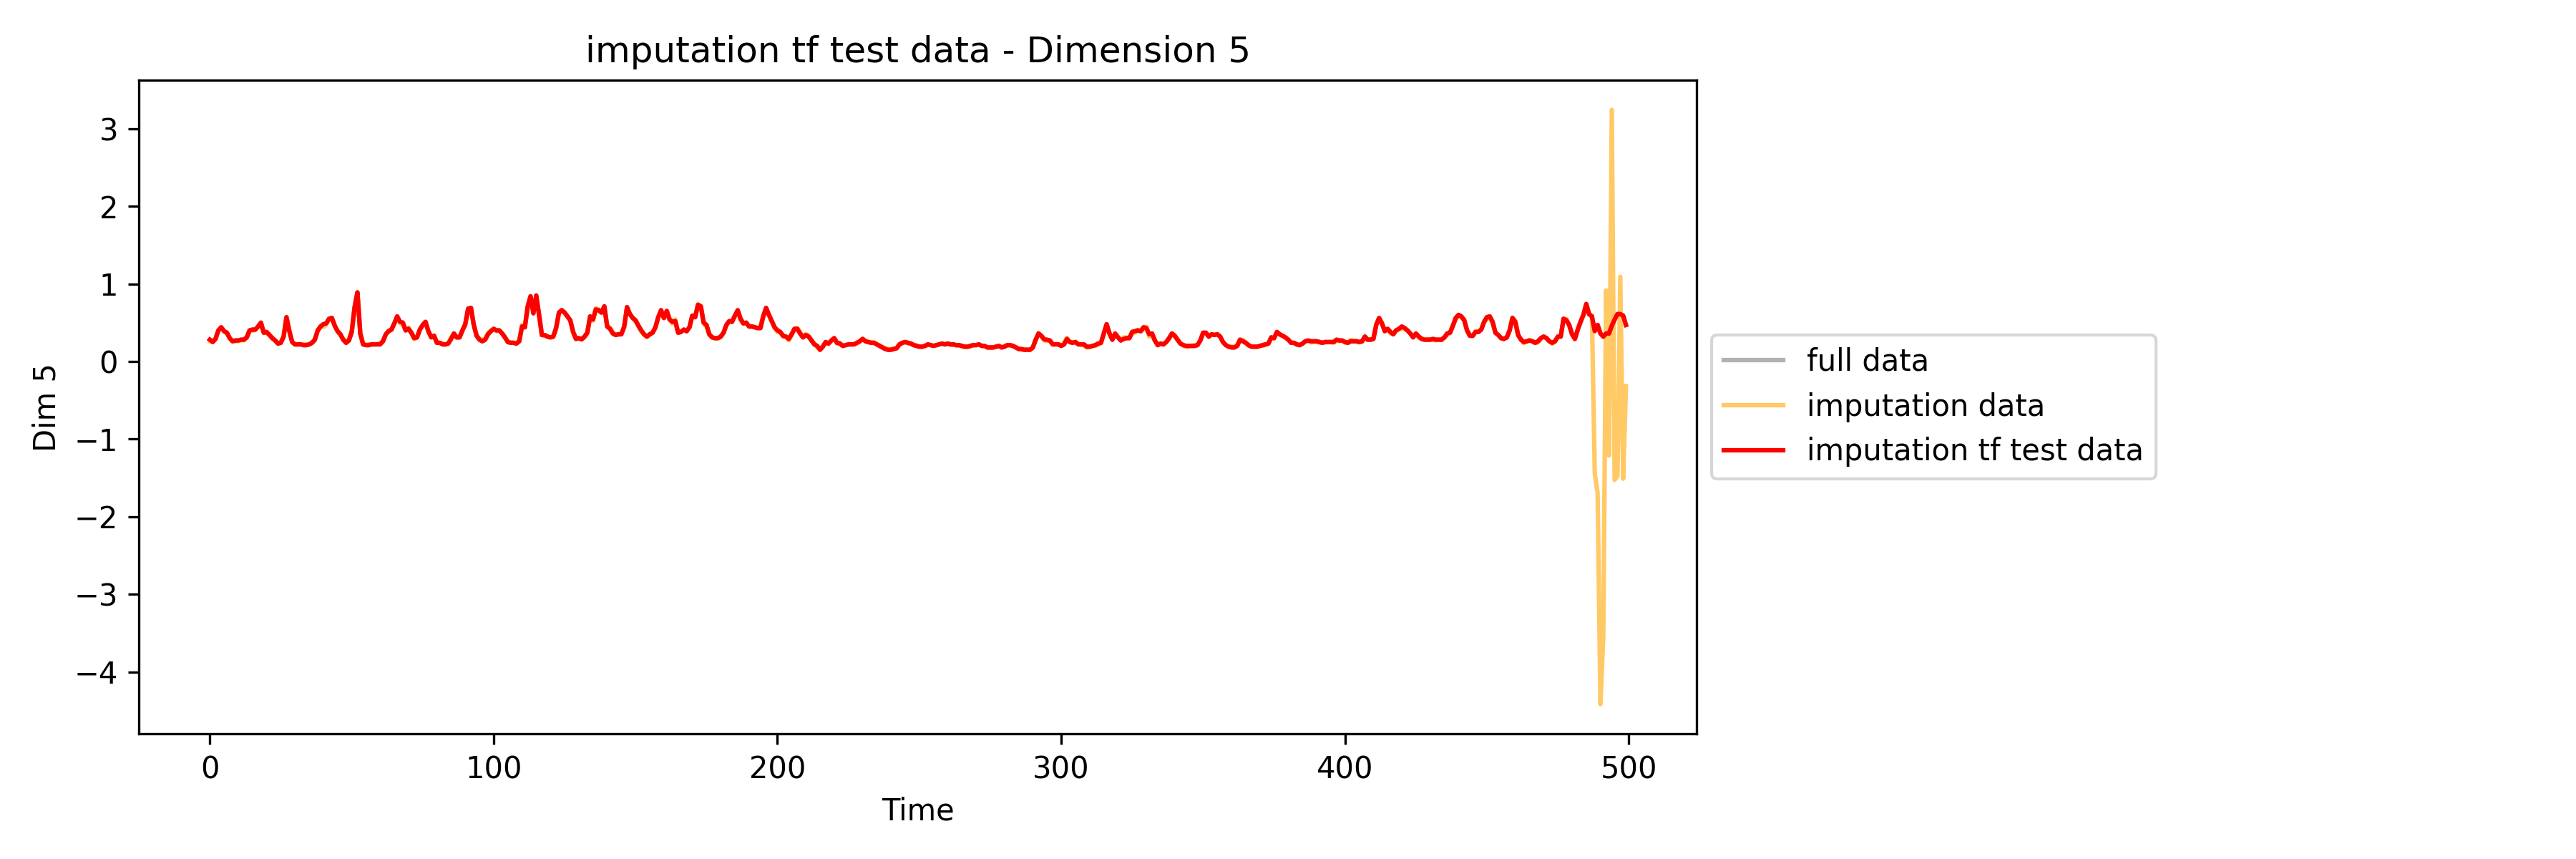 imputation tf test data - Dimension 5
3
2
1
0
−1
−2
−3
−4
Dim 5
0 100 200 300 400 500
Time
full data
imputation data
imputation tf test data